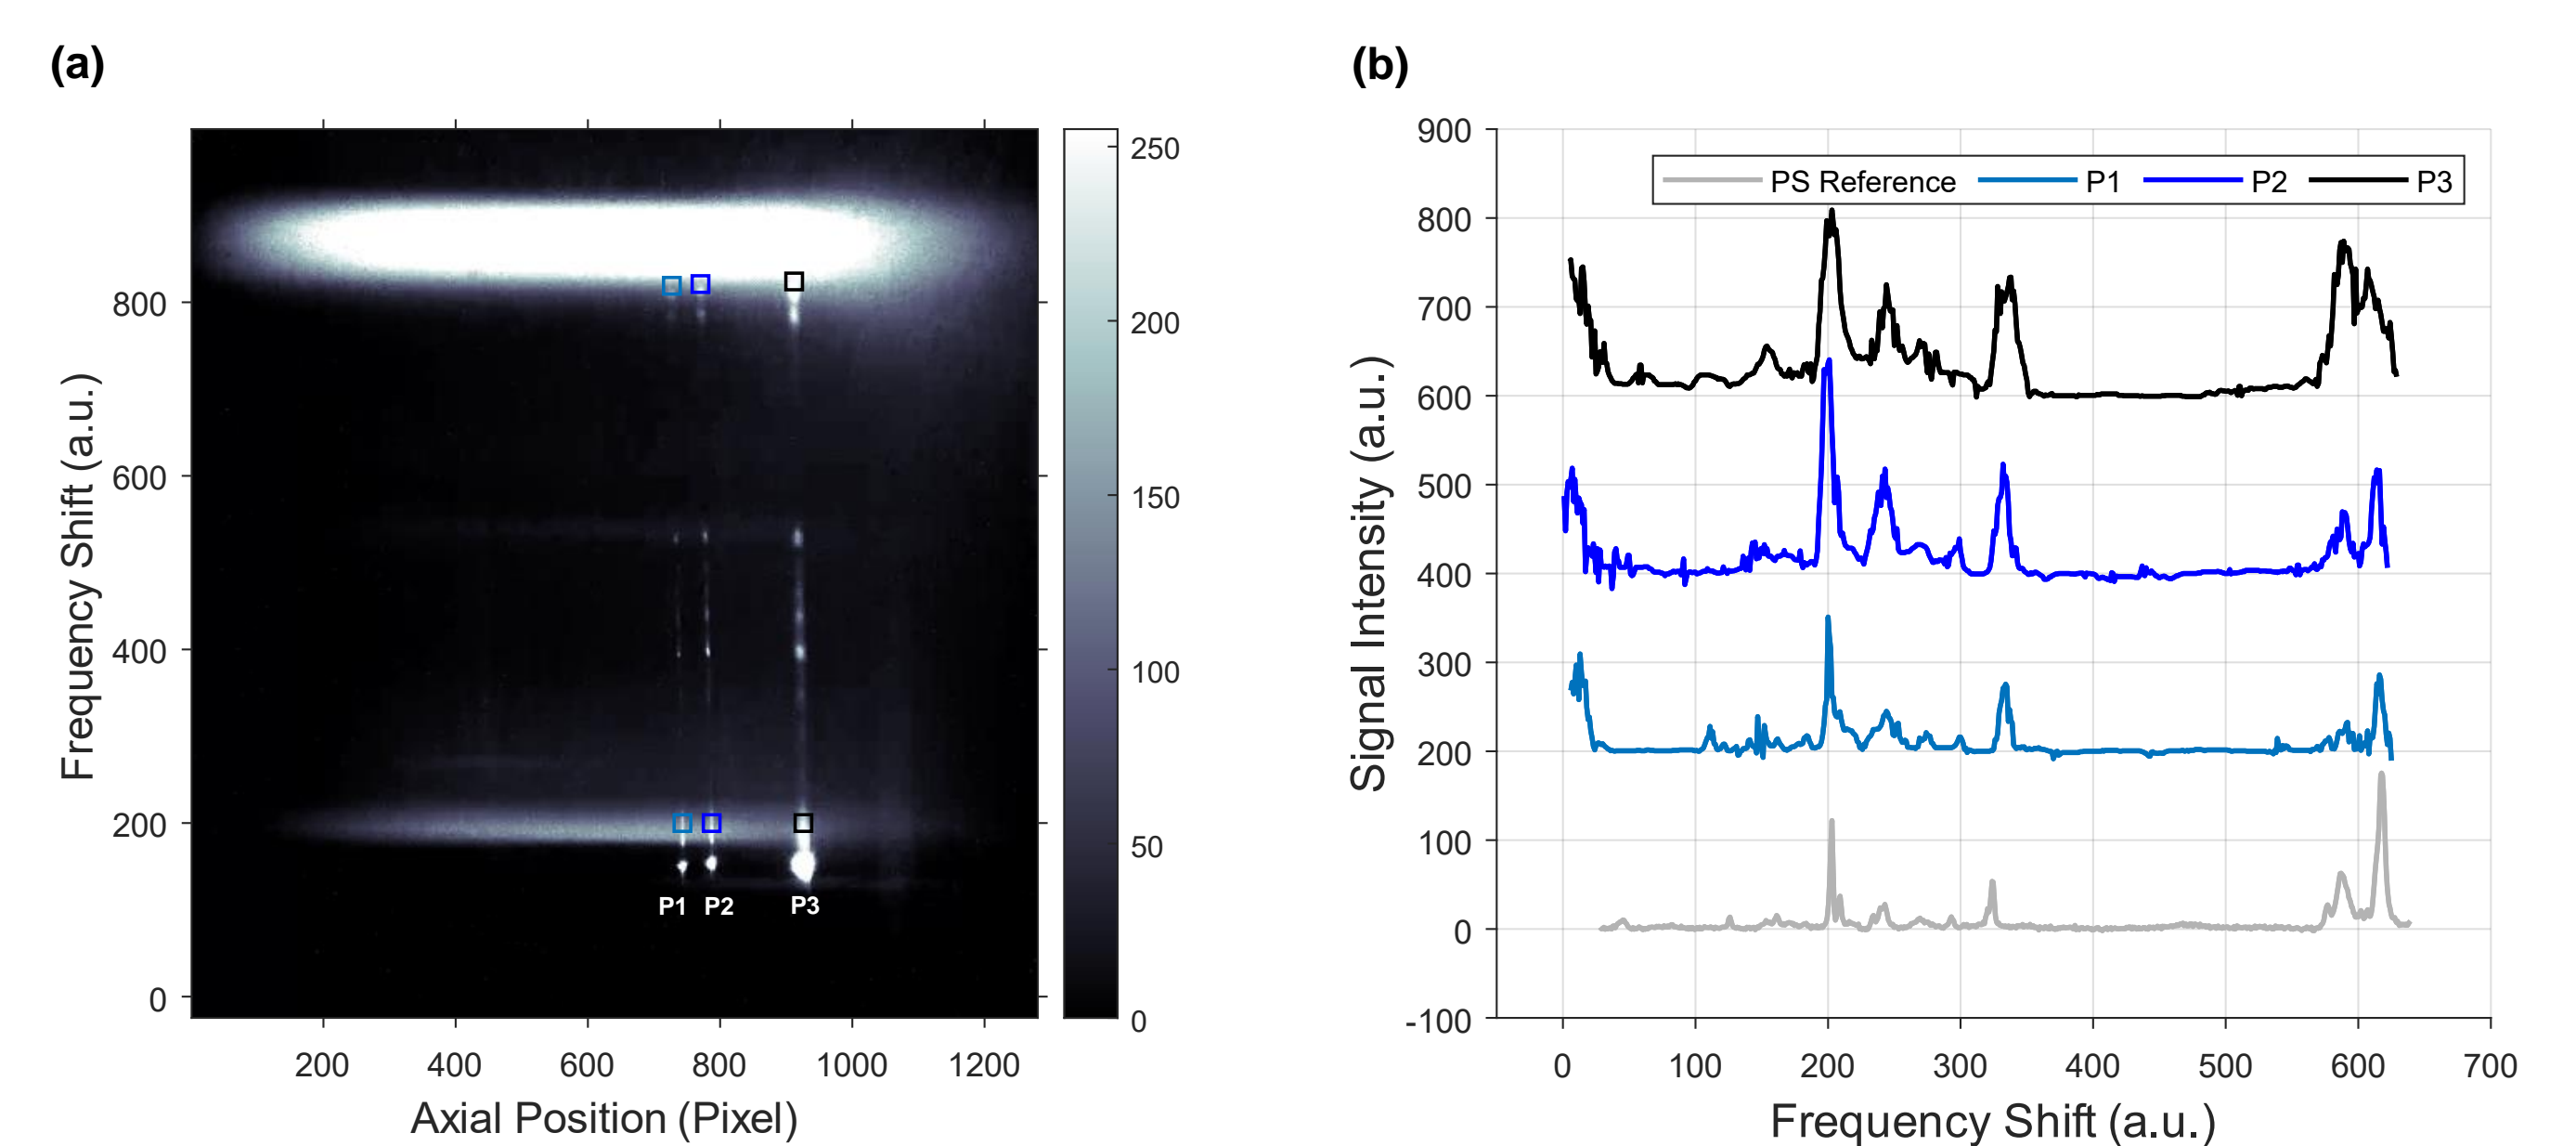 (a)
(b)
Frequency Shift (a.u.)
800
600
400
200
0
P1 P2 P3
200 400 600 800 1000 1200
Axial Position (Pixel)
250
200
150
100
50
0
Signal Intensity (a.u.)
900
800
700
600
500
400
300
200
100
0
-100
PS Reference P1 P2 P3
0 100 200 300 400 500 600 700
Frequency Shift (a.u.)